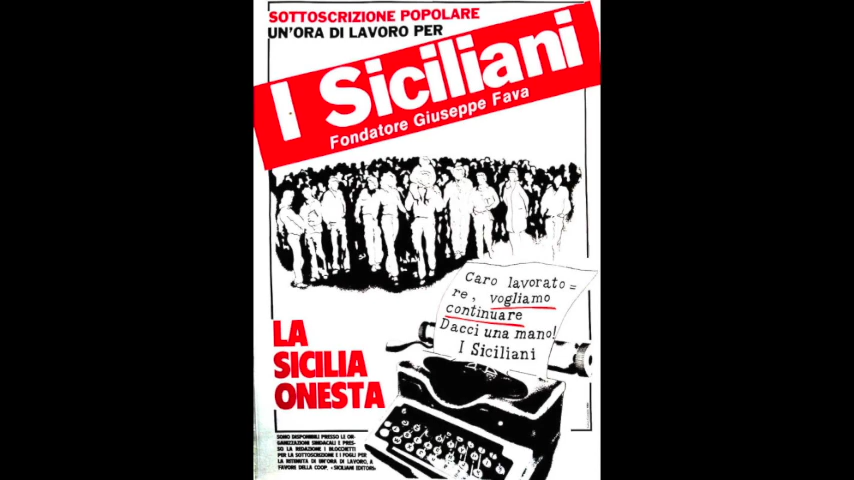 SOTTOSCRIZIONE POPOLARE
UN'ORA DI LAVORO PER
I Siciliani
Fondatore Giuseppe Fava
Caro lavorato=
re, vogliamo
continuare
Dacci una mano!
I Siciliani
LA
SICILIA
ONESTA
SONO DISPONIBILI PRESSO LE OR-
GANIZZAZIONI SINDACALI E PRES-
SO LA REDAZIONE I BLOCCHETTI
PER LA SOTTOSCRIZIONE E I FOGLI PER
LA RITENUTA DI UN'ORA DI LAVORO, A
FAVORE DELLA COOP. «SICILIANI EDITORI»